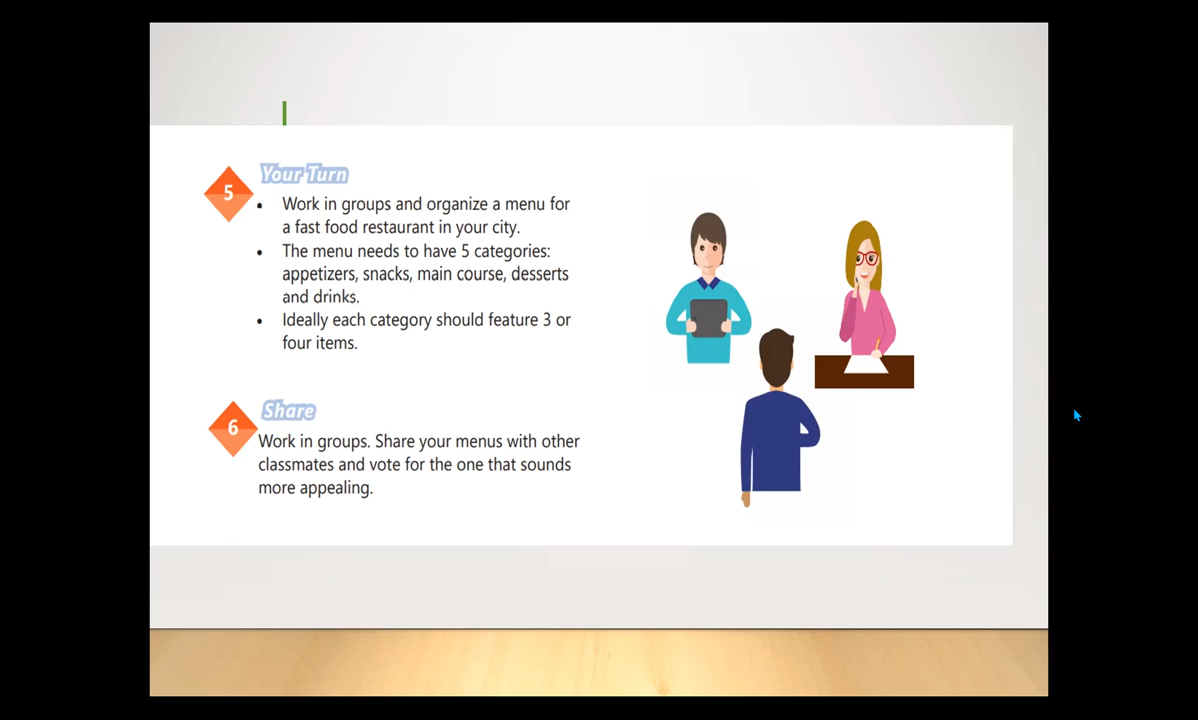 5
Your Turn
• Work in groups and organize a menu for
a fast food restaurant in your city.
• The menu needs to have 5 categories:
appetizers, snacks, main course, desserts
and drinks.
• Ideally each category should feature 3 or
four items.
6
Share
Work in groups. Share your menus with other
classmates and vote for the one that sounds
more appealing.